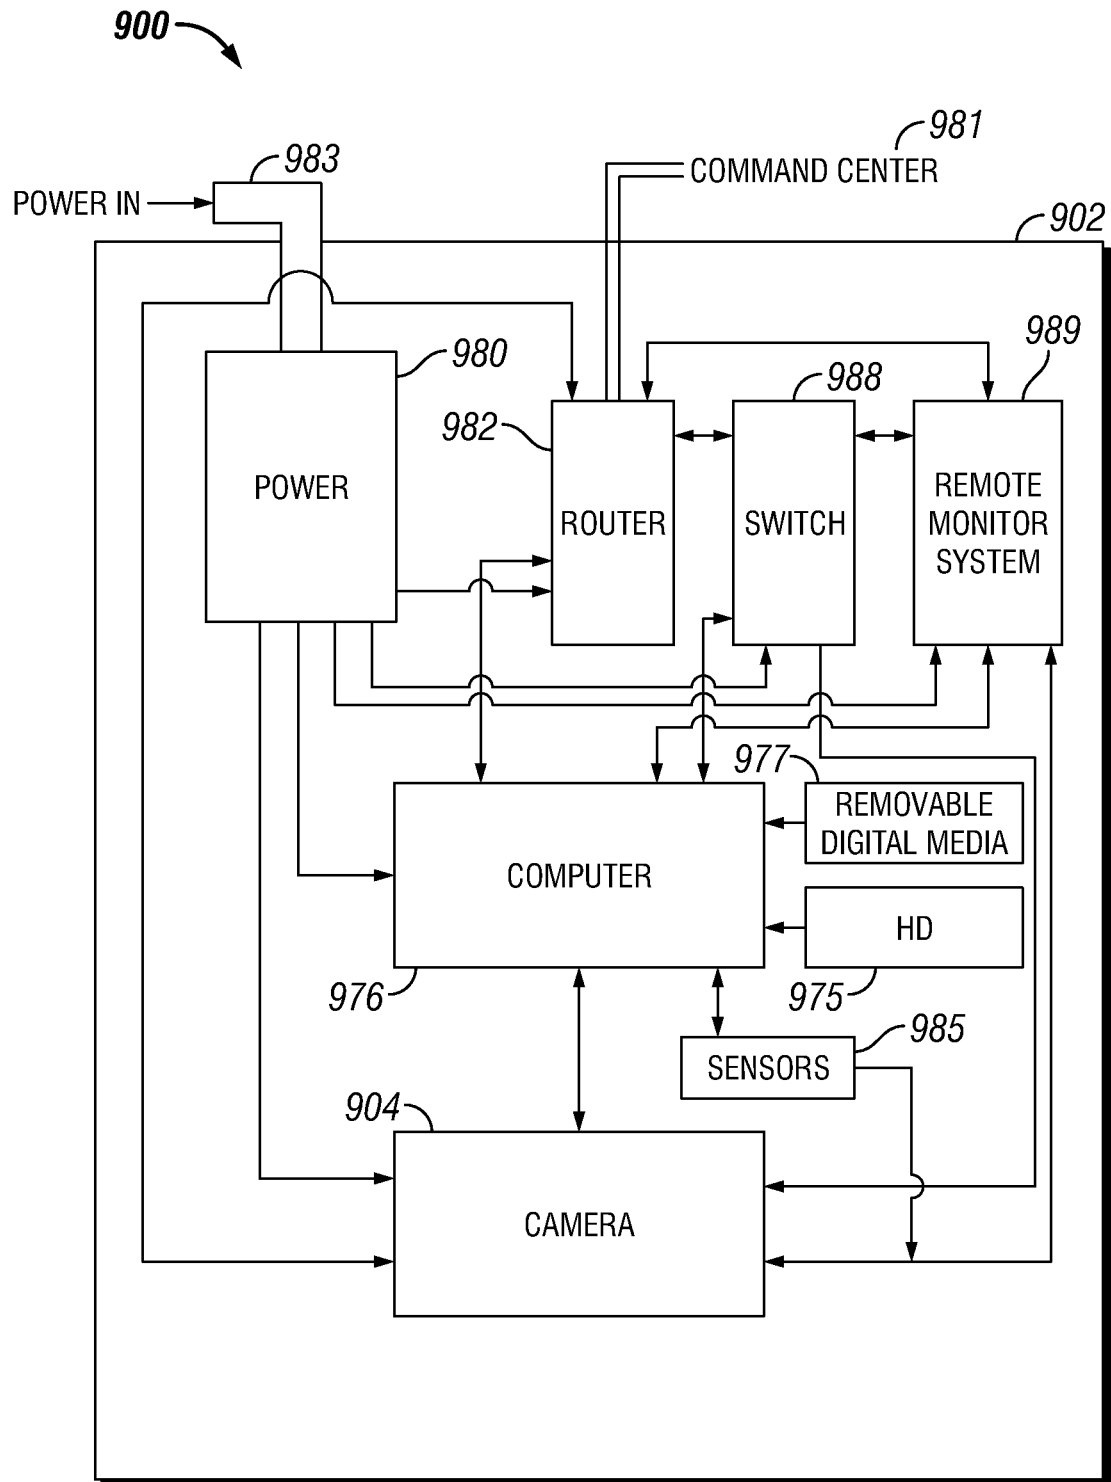 900
981
983
COMMAND CENTER
POWER IN
902
989
980
988
982
POWER
ROUTER
SWITCH
REMOTE
MONITOR
SYSTEM
977
REMOVABLE
DIGITAL MEDIA
COMPUTER
HD
976
975
985
SENSORS
904
CAMERA